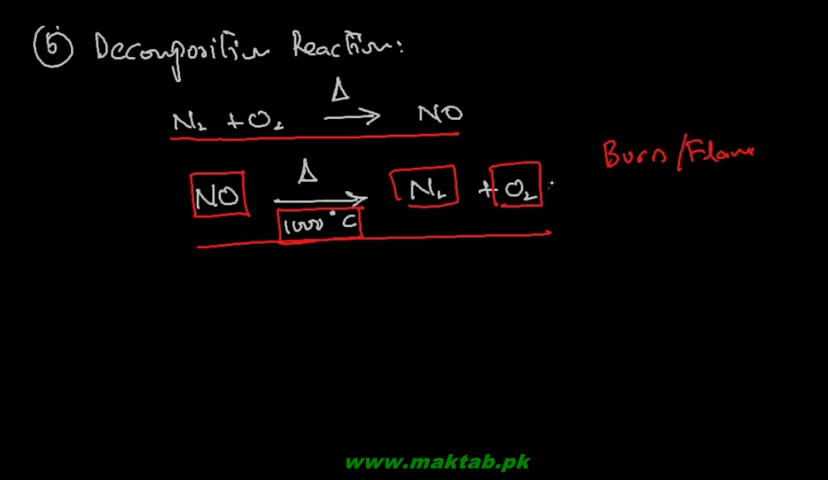 ⑤ Decomposition Reaction:
Δ
N₂ + O₂ → NO
Burn/Flame
Δ
NO → N₂ + O₂
1000°C
www.maktab.pk